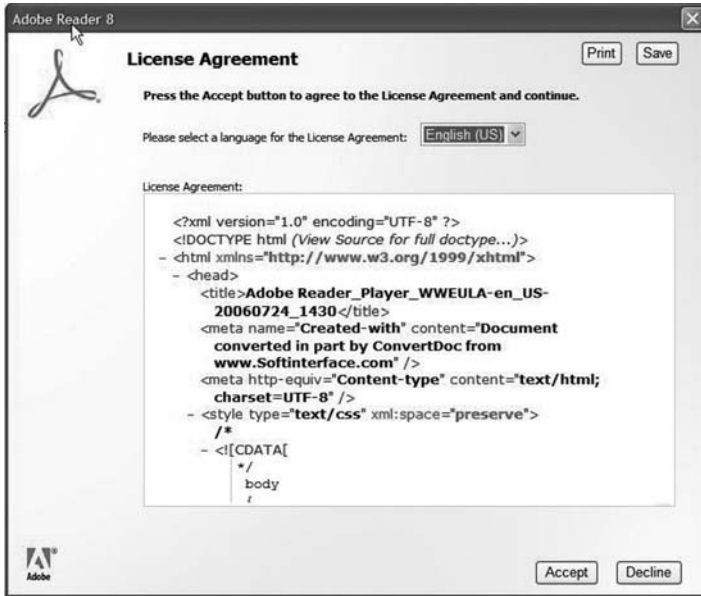 Adobe Reader 8
License Agreement
Print
Save
Press the Accept button to agree to the License Agreement and continue.
Please select a language for the License Agreement:
English (US)
License Agreement:
<?xml version="1.0" encoding="UTF-8" ?>
<!DOCTYPE html (View Source for full doctype...)>
– <html xmlns="http://www.w3.org/1999/xhtml">
– <head>
<title>Adobe Reader_Player_WWEULA-en_US-
20060724_1430</title>
<meta name="Created-with" content="Document
converted in part by ConvertDoc from
www.Softinterface.com" />
<meta http-equiv="Content-type" content="text/html;
charset=UTF-8" />
– <style type="text/css" xml:space="preserve">
/*
– <![CDATA[
*/
body
{
Adobe
Accept
Decline